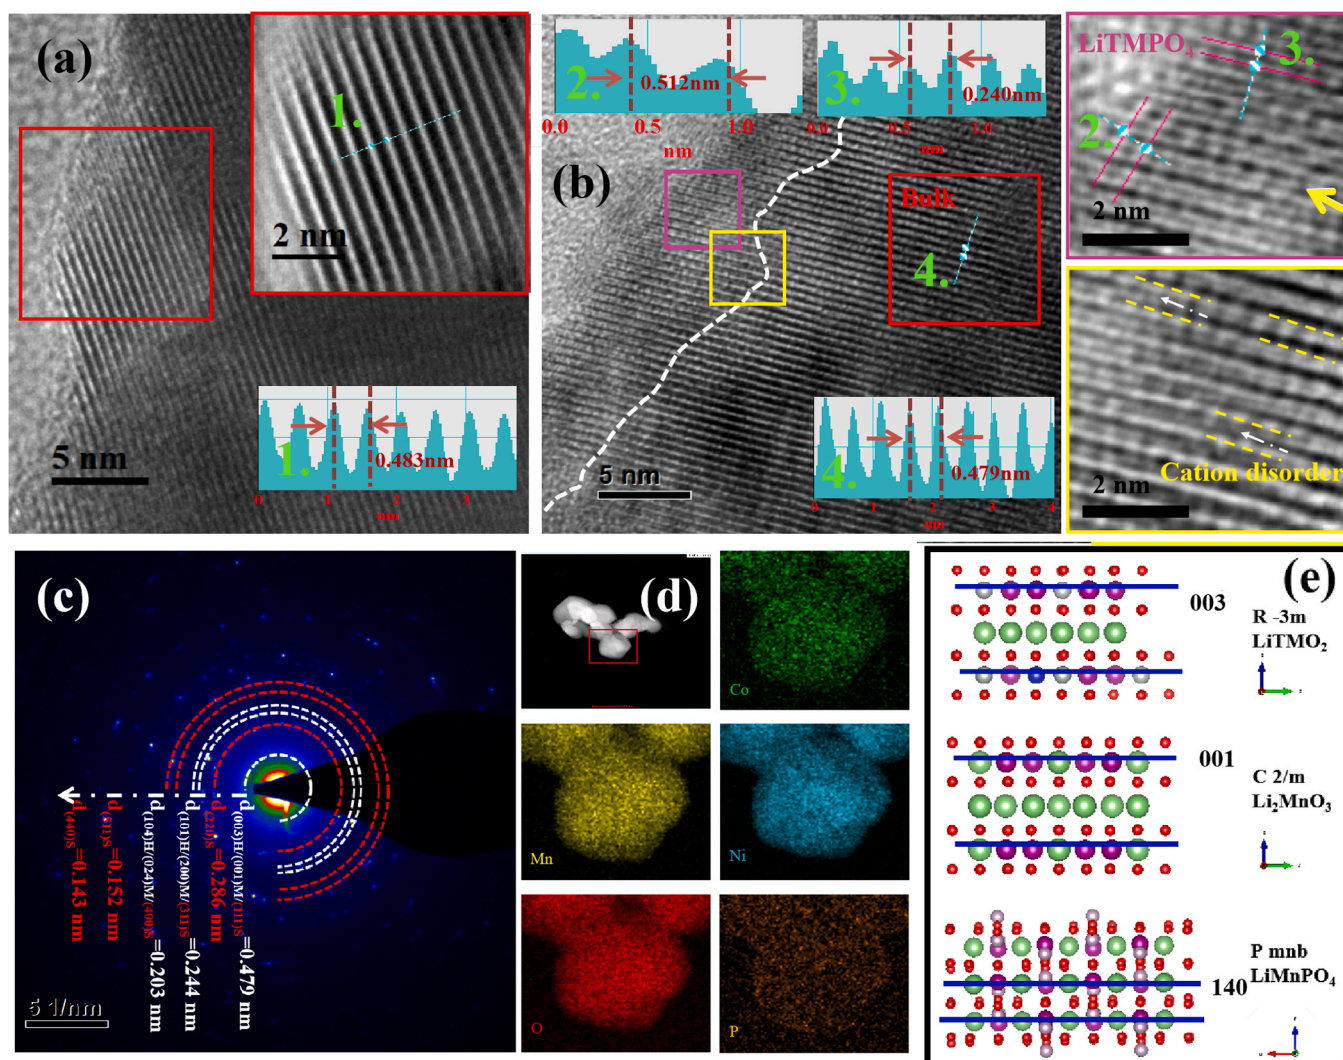 (a)
1.
2 nm
5 nm
1.
0.483nm
0
1
2
3
nm
(b)
2.
0.512nm
0.0
0.5
1.0
nm
3.
0.240nm
0.0
0.5
1.0
nm
Bulk
4.
5 nm
4.
0.479nm
0
1
2
3
4
nm
LiTMPO4
3.
2.
2 nm
Cation disorder
2 nm
(c)
d(440)S=0.143 nm
d(104)H/(024)M/(400)S=0.203 nm
d(101)H/(200)M/(311)S=0.244 nm
d(220)S=0.286 nm
d(003)H/(001)M/(111)S=0.479 nm
5 1/nm
(d)
Co
Mn
Ni
O
P
(e)
003
R -3m
LiTMO2
001
C 2/m
Li2MnO3
140
P mnb
LiMnPO4